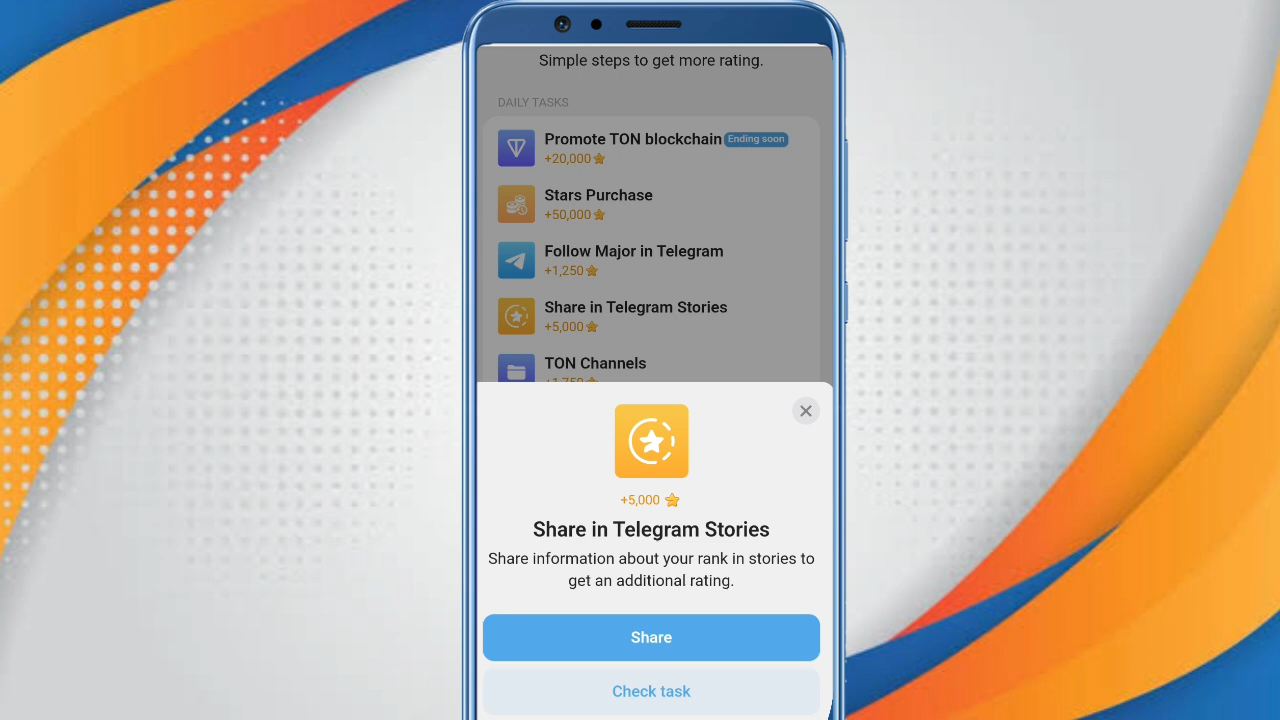 Simple steps to get more rating.
DAILY TASKS
Promote TON blockchain Ending soon
+20,000
Stars Purchase
+50,000
Follow Major in Telegram
+1,250
Share in Telegram Stories
+5,000
TON Channels
+1,750
+5,000
Share in Telegram Stories
Share information about your rank in stories to
get an additional rating.
Share
Check task